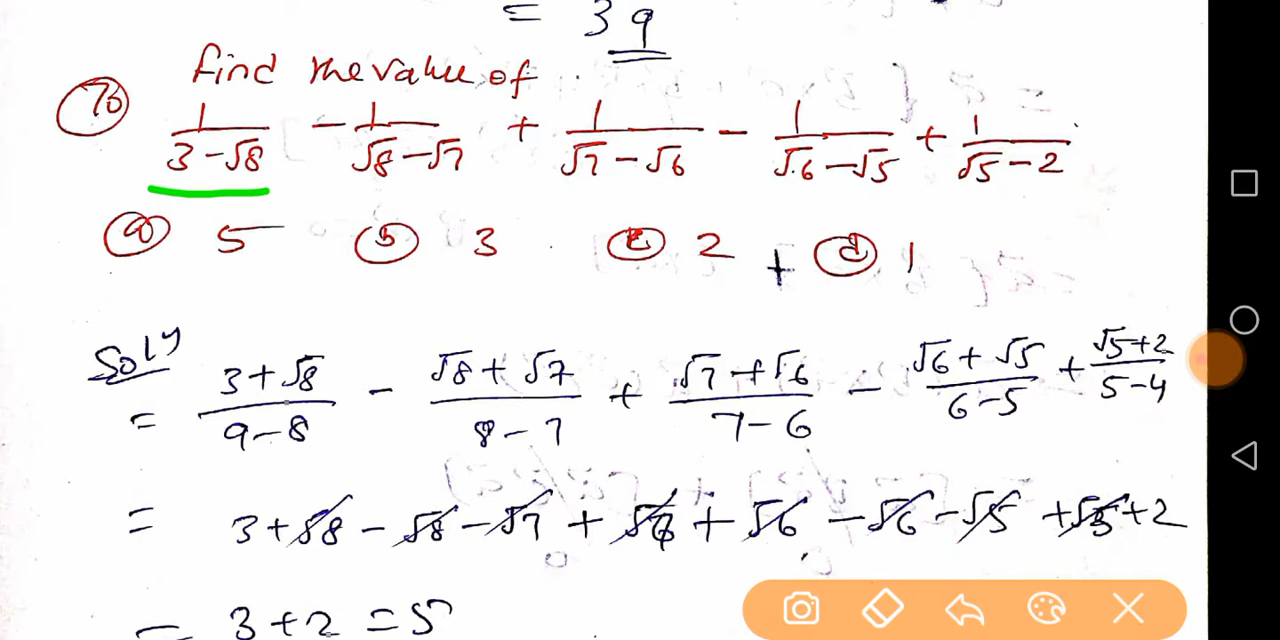 = 39
76 Find the value of
1/(3 - √8) - 1/(√8 - √7) + 1/(√7 - √6) - 1/(√6 - √5) + 1/(√5 - 2)
(a) 5 (b) 3 (c) 2 (d) 1
+
Soln
= (3 + √8)/(9 - 8) - (√8 + √7)/(8 - 7) + (√7 + √6)/(7 - 6) - (√6 + √5)/(6 - 5) + (√5 + 2)/(5 - 4)
= 3 + √8 - √8 - √7 + √7 + √6 - √6 - √5 + √5 + 2
= 3 + 2 = 5